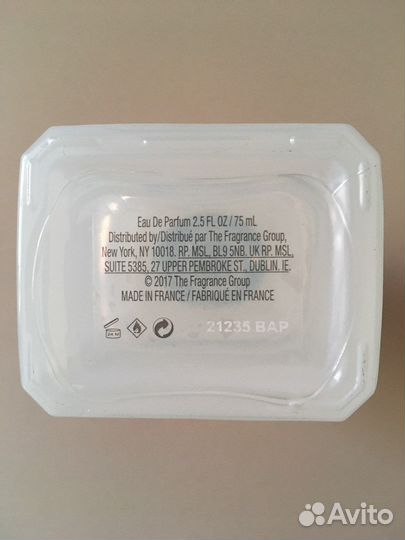 Eau De Parfum 2.5 FL OZ / 75 mL
Distributed by/Distribué par The Fragrance Group,
New York, NY 10018. RP. MSL, BL9 5NB. UK RP. MSL,
SUITE 5385, 27 UPPER PEMBROKE ST., DUBLIN. IE.
© 2017 The Fragrance Group
MADE IN FRANCE / FABRIQUÉ EN FRANCE
24 M
21235 BAP
Avito